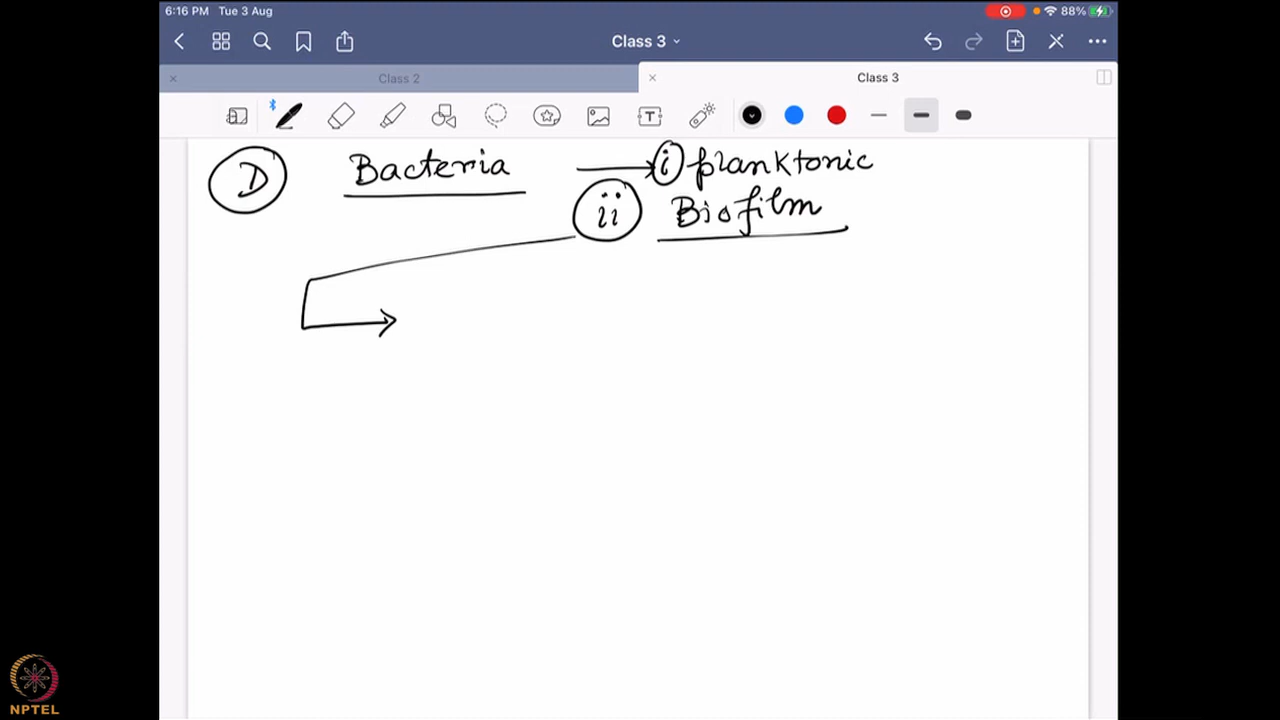 6:16 PM Tue 3 Aug 88%
Class 3
Class 2 Class 3
T
D Bacteria i planktonic
ii Biofilm
NPTEL